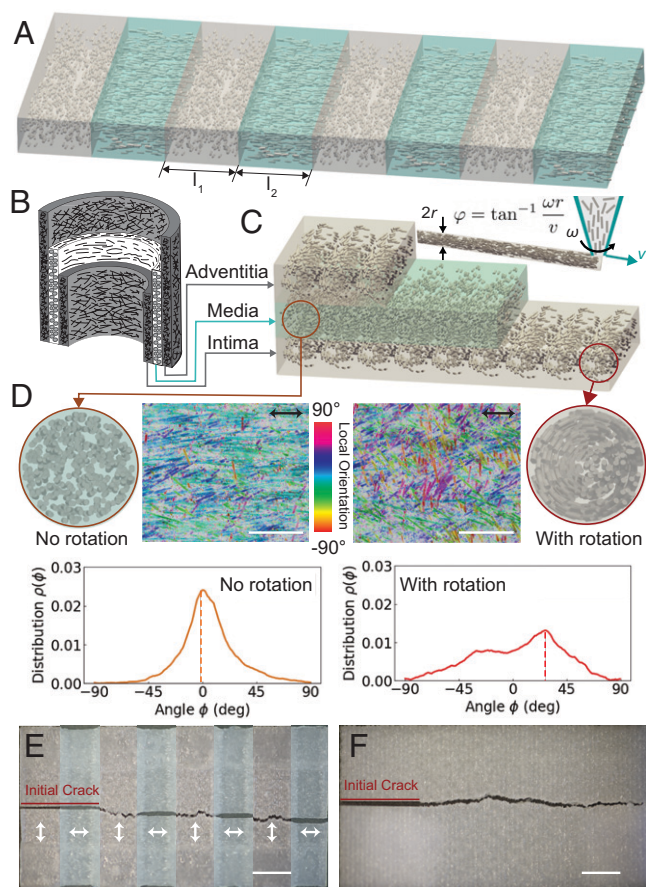 A
l₁
l₂
B
C
2r
φ = tan⁻¹ ωr/v
ω
v
Adventitia
Media
Intima
D
90°
Local Orientation
-90°
No rotation
With rotation
No rotation
Distribution ρ(ϕ)
0.03
0.02
0.01
0.00
-90
-45
0
45
90
Angle ϕ (deg)
With rotation
Distribution ρ(ϕ)
0.03
0.02
0.01
0.00
-90
-45
0
45
90
Angle ϕ (deg)
E
Initial Crack
F
Initial Crack